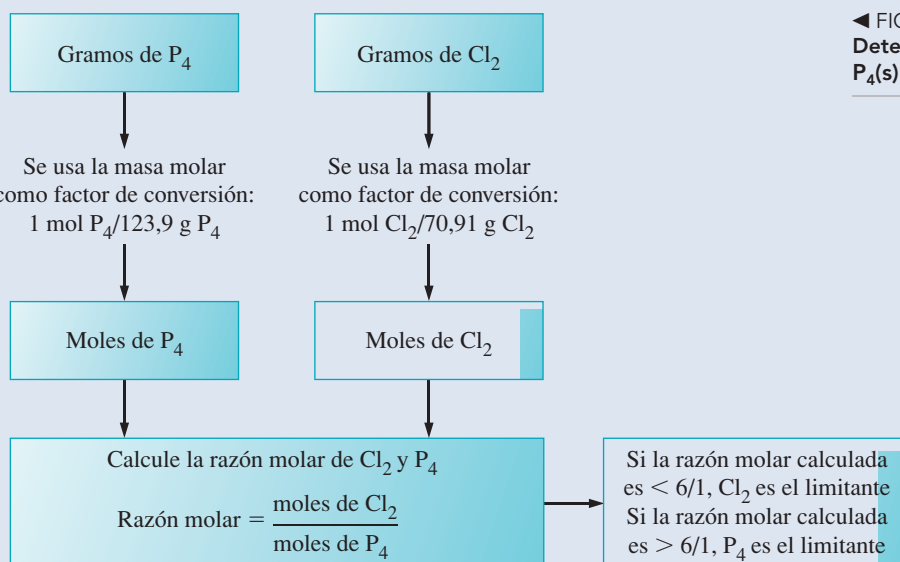 Gramos de P4
Gramos de Cl2
Se usa la masa molar
como factor de conversión:
1 mol P4/123,9 g P4
Se usa la masa molar
como factor de conversión:
1 mol Cl2/70,91 g Cl2
Moles de P4
Moles de Cl2
Calcule la razón molar de Cl2 y P4
Razón molar = moles de Cl2
moles de P4
Si la razón molar calculada
es < 6/1, Cl2 es el limitante
Si la razón molar calculada
es > 6/1, P4 es el limitante
◄ 
P4(s)